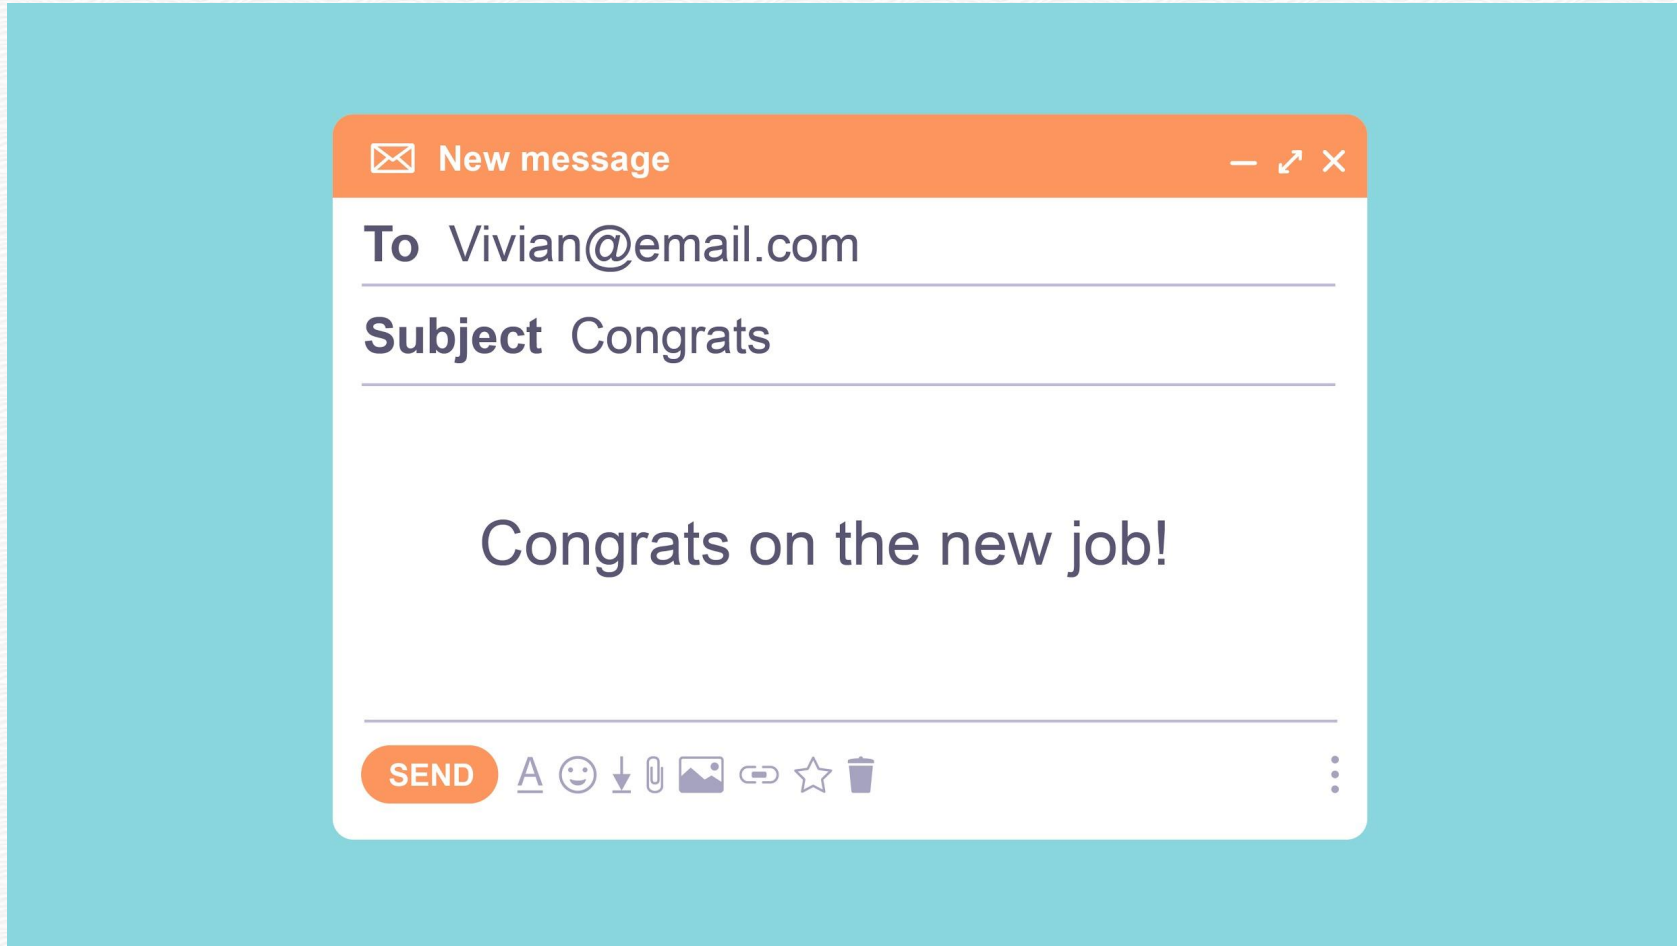 New message
To Vivian@email.com
Subject Congrats
Congrats on the new job!
SEND A